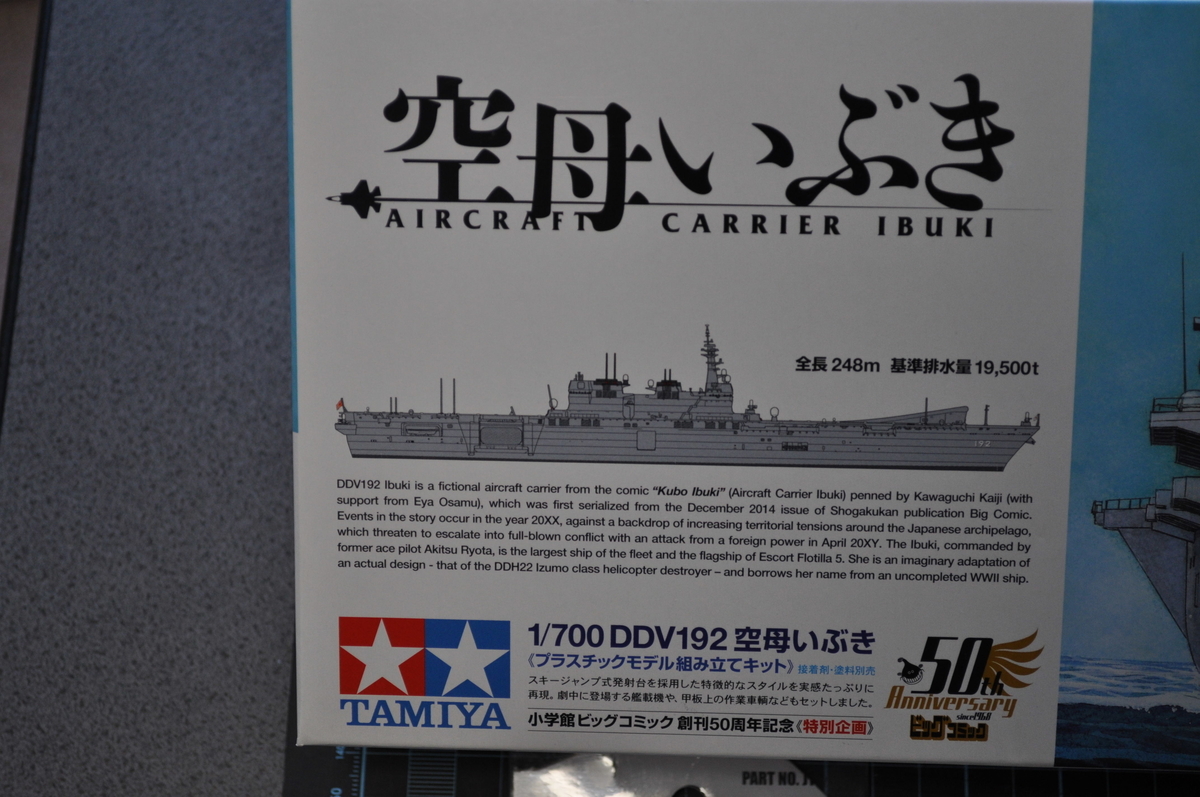 空母いぶき
AIRCRAFT CARRIER IBUKI
全長 248m 基準排水量 19,500t
192
DDV192 Ibuki is a fictional aircraft carrier from the comic “Kubo Ibuki” (Aircraft Carrier Ibuki) penned by Kawaguchi Kaiji (with
support from Eya Osamu), which was first serialized from the December 2014 issue of Shogakukan publication Big Comic.
Events in the story occur in the year 20XX, against a backdrop of increasing territorial tensions around the Japanese archipelago,
which threaten to escalate into full-blown conflict with an attack from a foreign power in April 20XY. The Ibuki, commanded by
former ace pilot Akitsu Ryota, is the largest ship of the fleet and the flagship of Escort Flotilla 5. She is an imaginary adaptation of
an actual design - that of the DDH22 Izumo class helicopter destroyer – and borrows her name from an uncompleted WWII ship.
TAMIYA
1/700 DDV192 空母いぶき
《プラスチックモデル組み立てキット》 接着剤・塗料別売
スキージャンプ式発射台を採用した特徴的なスタイルを実感たっぷりに
再現。劇中に登場する艦載機や、甲板上の作業車輌などもセットしました。
小学館ビッグコミック 創刊50周年記念《特別企画》
50th
Anniversary
since1968
ビッグコミック
PART NO.